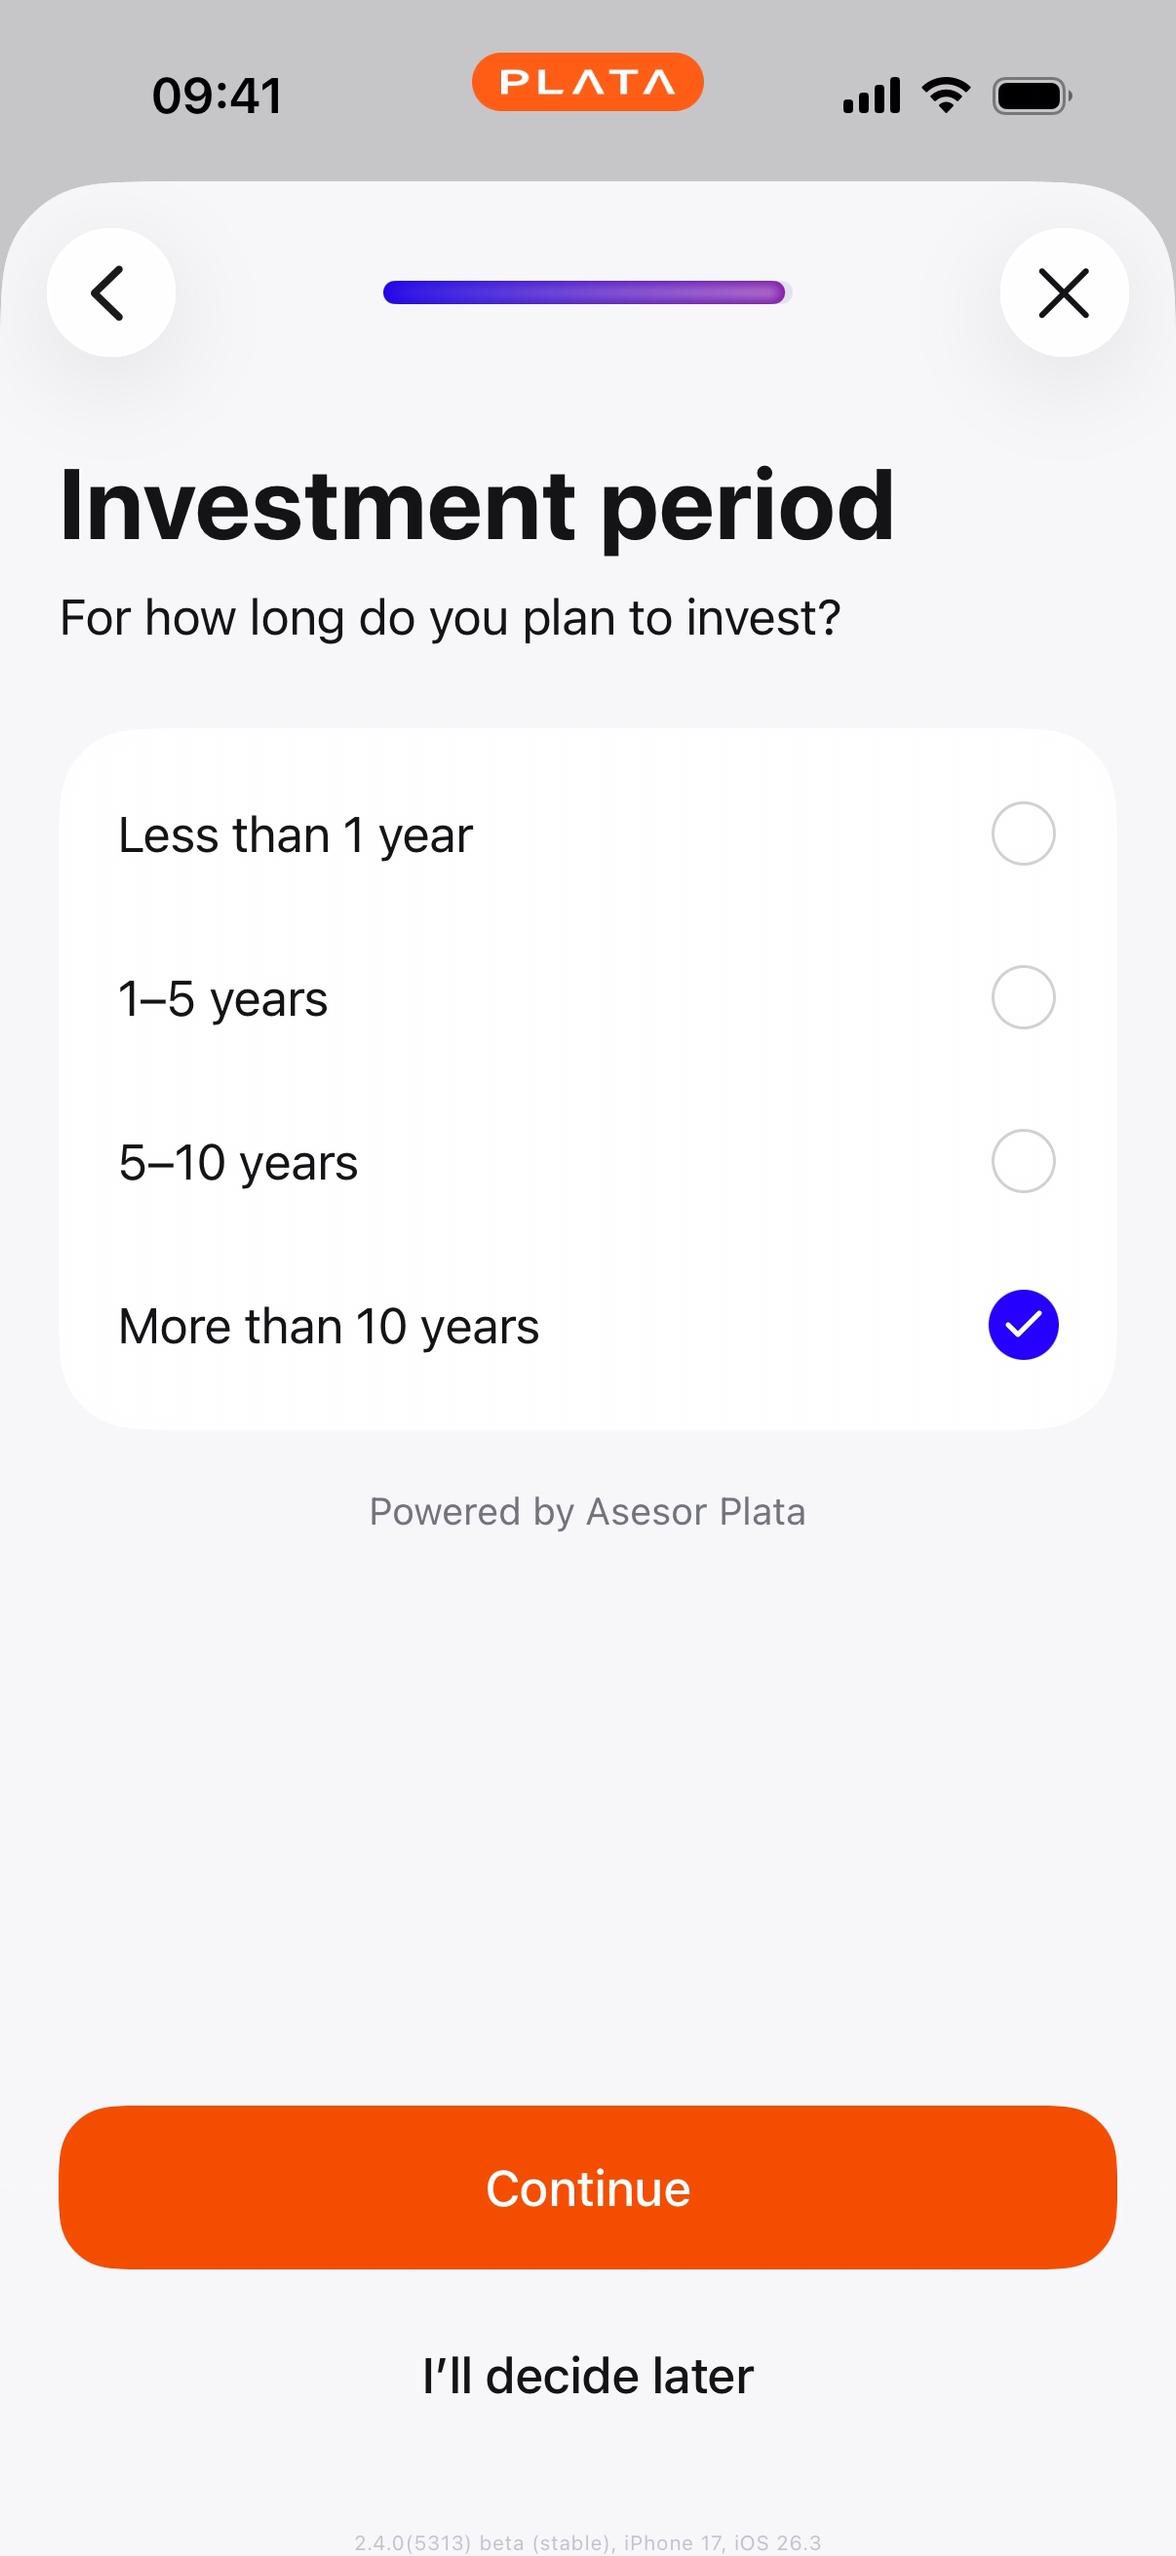 09:41
PLATA
Investment period
For how long do you plan to invest?
Less than 1 year
1–5 years
5–10 years
More than 10 years
Powered by Asesor Plata
Continue
I’ll decide later
2.4.0(5313) beta (stable), iPhone 17, iOS 26.3